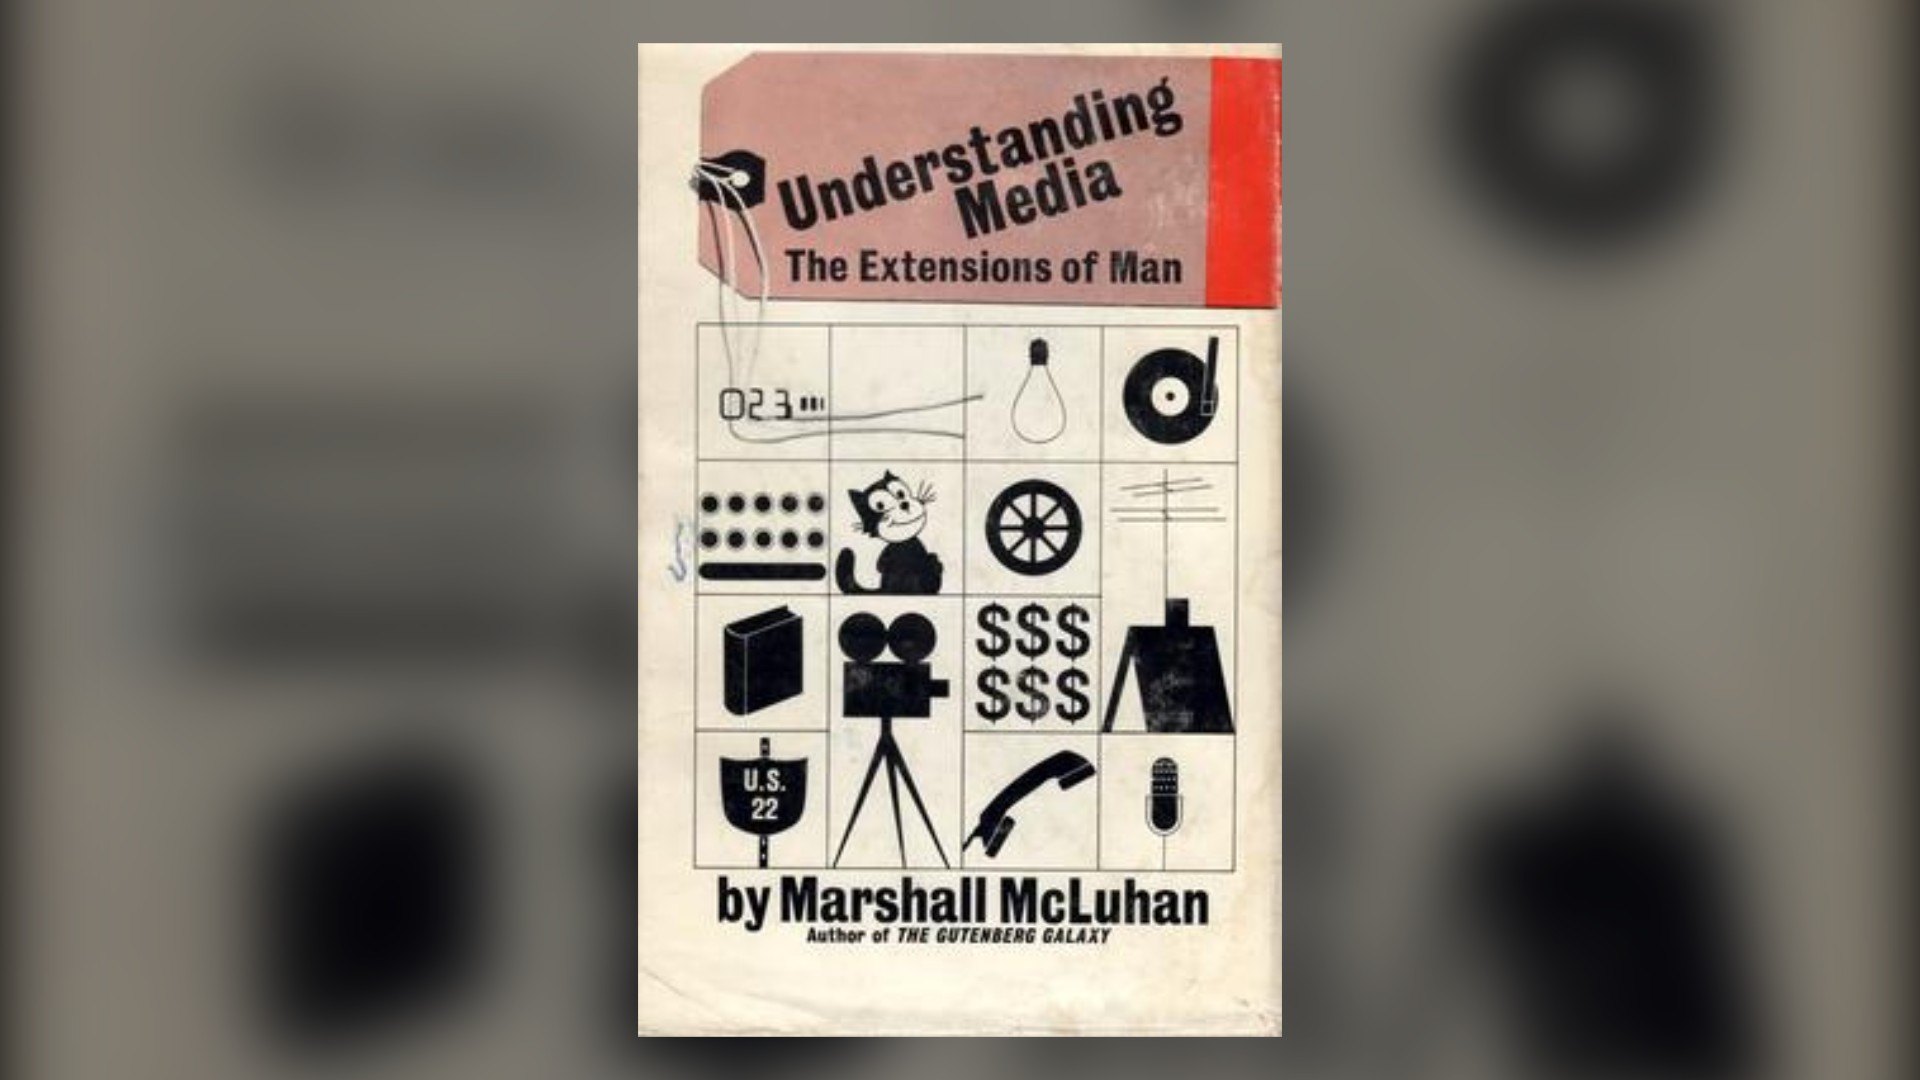 Understanding
Media
The Extensions of Man
023
$$$
$$$
U.S.
22
by Marshall McLuhan
Author of THE GUTENBERG GALAXY